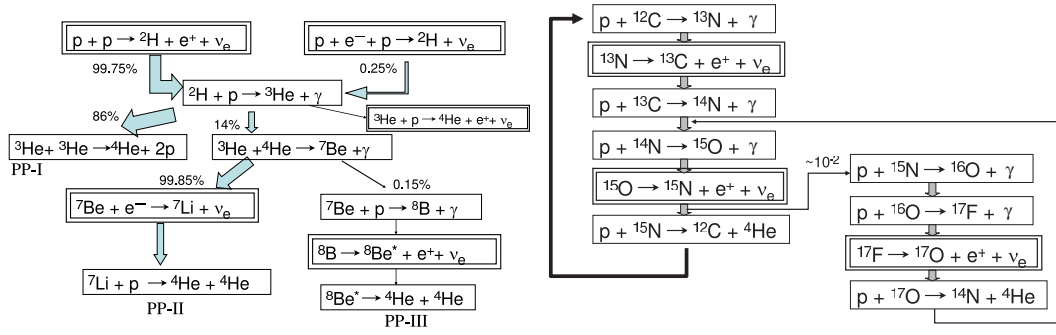 p + p → ²H + e⁺ + νₑ
p + e⁻ + p → ²H + νₑ
99.75%
0.25%
²H + p → ³He + γ
³He + p → ⁴He + e⁺ + νₑ
86%
14%
³He + ³He → ⁴He + 2p
PP-I
³He + ⁴He → ⁷Be + γ
99.85%
0.15%
⁷Be + e⁻ → ⁷Li + νₑ
⁷Be + p → ⁸B + γ
⁸B → ⁸Be* + e⁺ + νₑ
⁷Li + p → ⁴He + ⁴He
PP-II
⁸Be* → ⁴He + ⁴He
PP-III
p + ¹²C → ¹³N + γ
¹³N → ¹³C + e⁺ + νₑ
p + ¹³C → ¹⁴N + γ
p + ¹⁴N → ¹⁵O + γ
¹⁵O → ¹⁵N + e⁺ + νₑ
p + ¹⁵N → ¹²C + ⁴He
~10⁻²
p + ¹⁵N → ¹⁶O + γ
p + ¹⁶O → ¹⁷F + γ
¹⁷F → ¹⁷O + e⁺ + νₑ
p + ¹⁷O → ¹⁴N + ⁴He